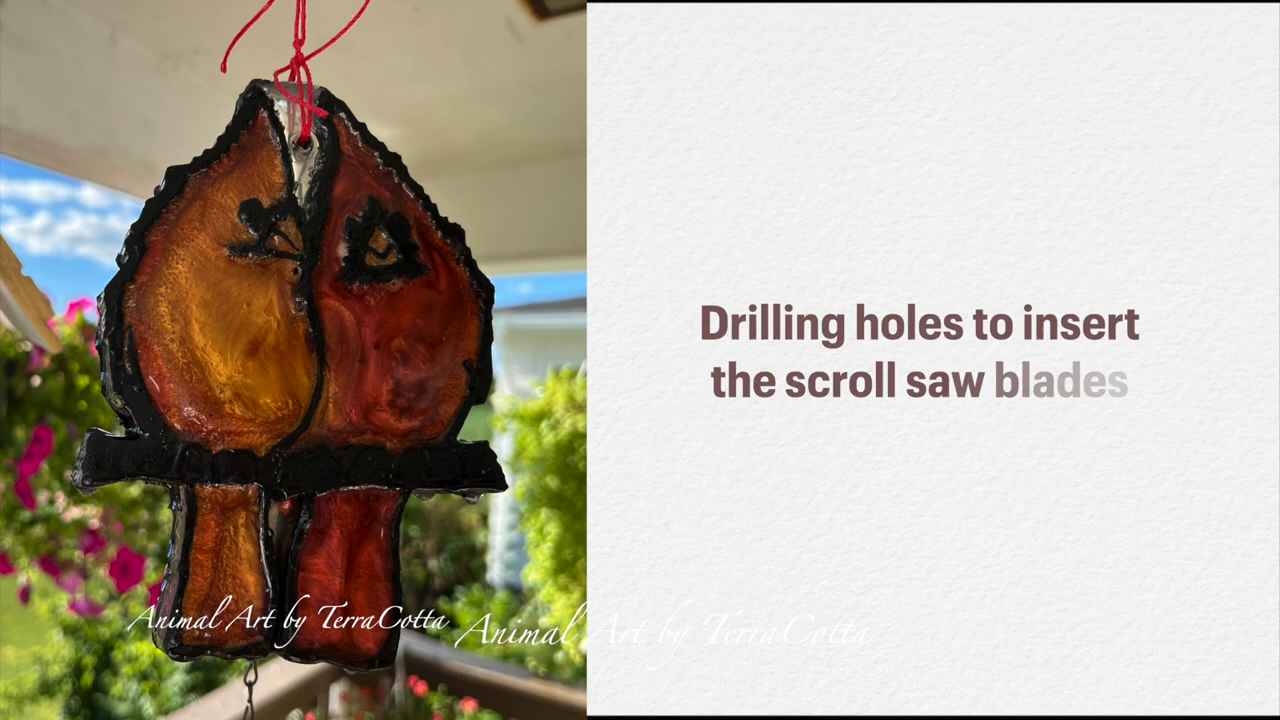 Drilling holes to insert
the scroll saw blades
Animal Art by TerraCotta
Animal Art by TerraCotta